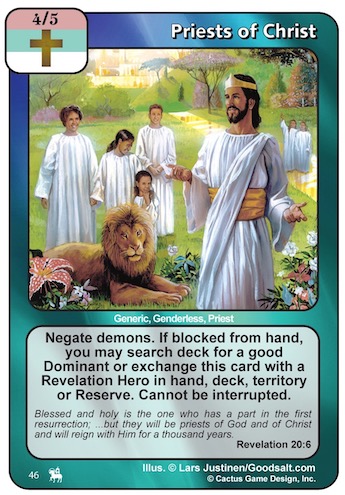 4/5
Priests of Christ
Generic, Genderless, Priest
Negate demons. If blocked from hand,
you may search deck for a good
Dominant or exchange this card with a
Revelation Hero in hand, deck, territory
or Reserve. Cannot be interrupted.
Blessed and holy is the one who has a part in the first
resurrection; ...but they will be priests of God and of Christ
and will reign with Him for a thousand years.
Revelation 20:6
46
Illus. © Lars Justinen/Goodsalt.com
© Cactus Game Design, Inc.